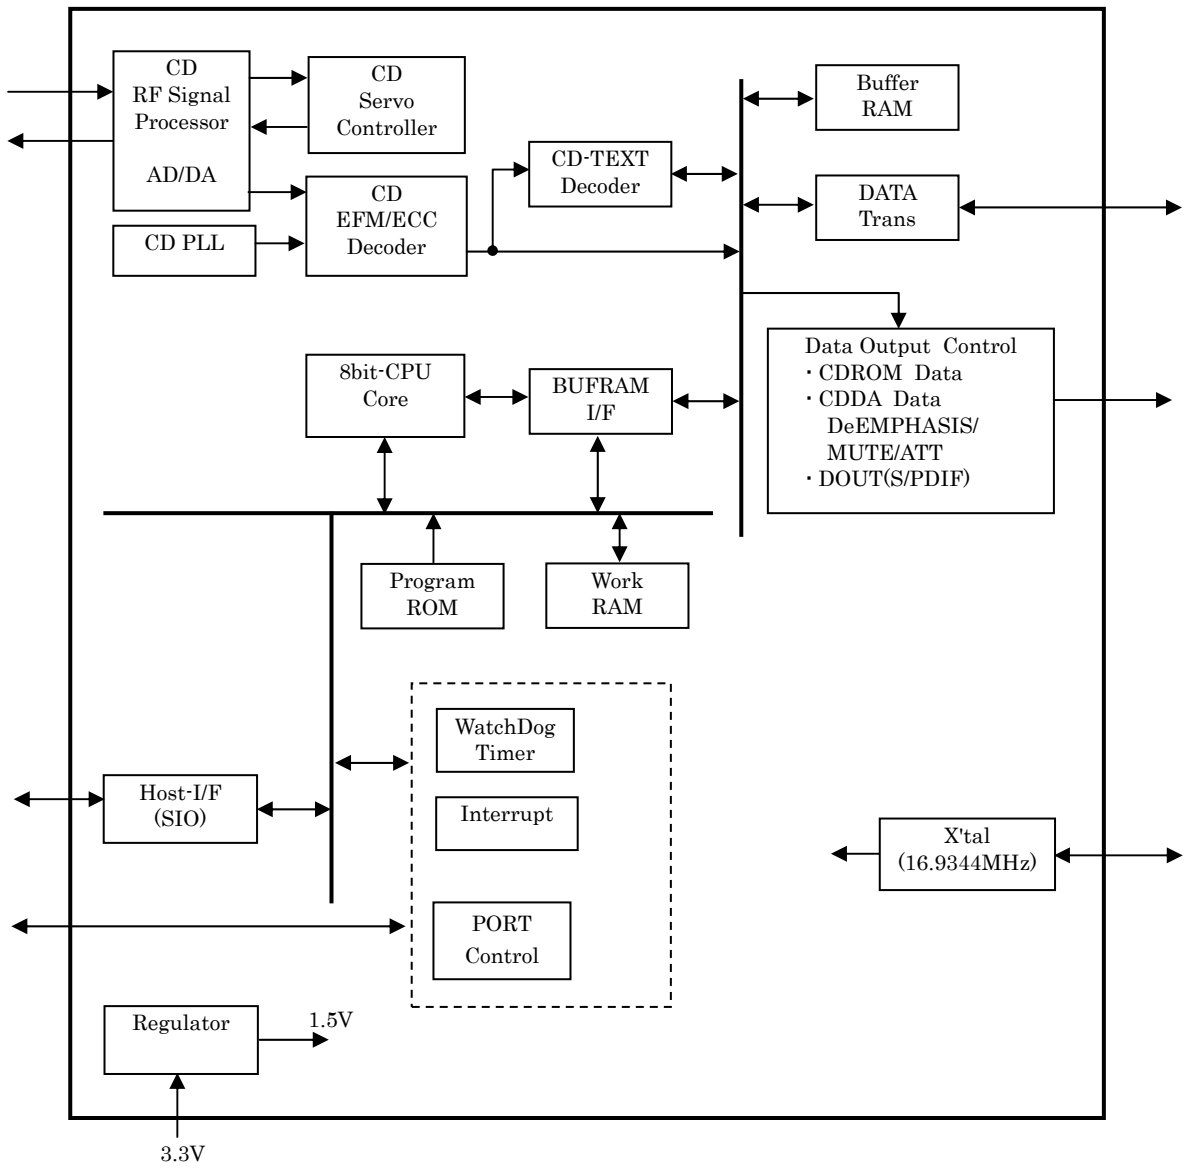 CD
RF Signal
Processor
AD/DA
CD
Servo
Controller
CD PLL
CD
EFM/ECC
Decoder
CD-TEXT
Decoder
Buffer
RAM
DATA
Trans
Data Output Control
・CDROM Data
・CDDA Data
DeEMPHASIS/
MUTE/ATT
・DOUT(S/PDIF)
8bit-CPU
Core
BUFRAM
I/F
Program
ROM
Work
RAM
WatchDog
Timer
Interrupt
PORT
Control
Host-I/F
(SIO)
X'tal
(16.9344MHz)
Regulator
1.5V
3.3V